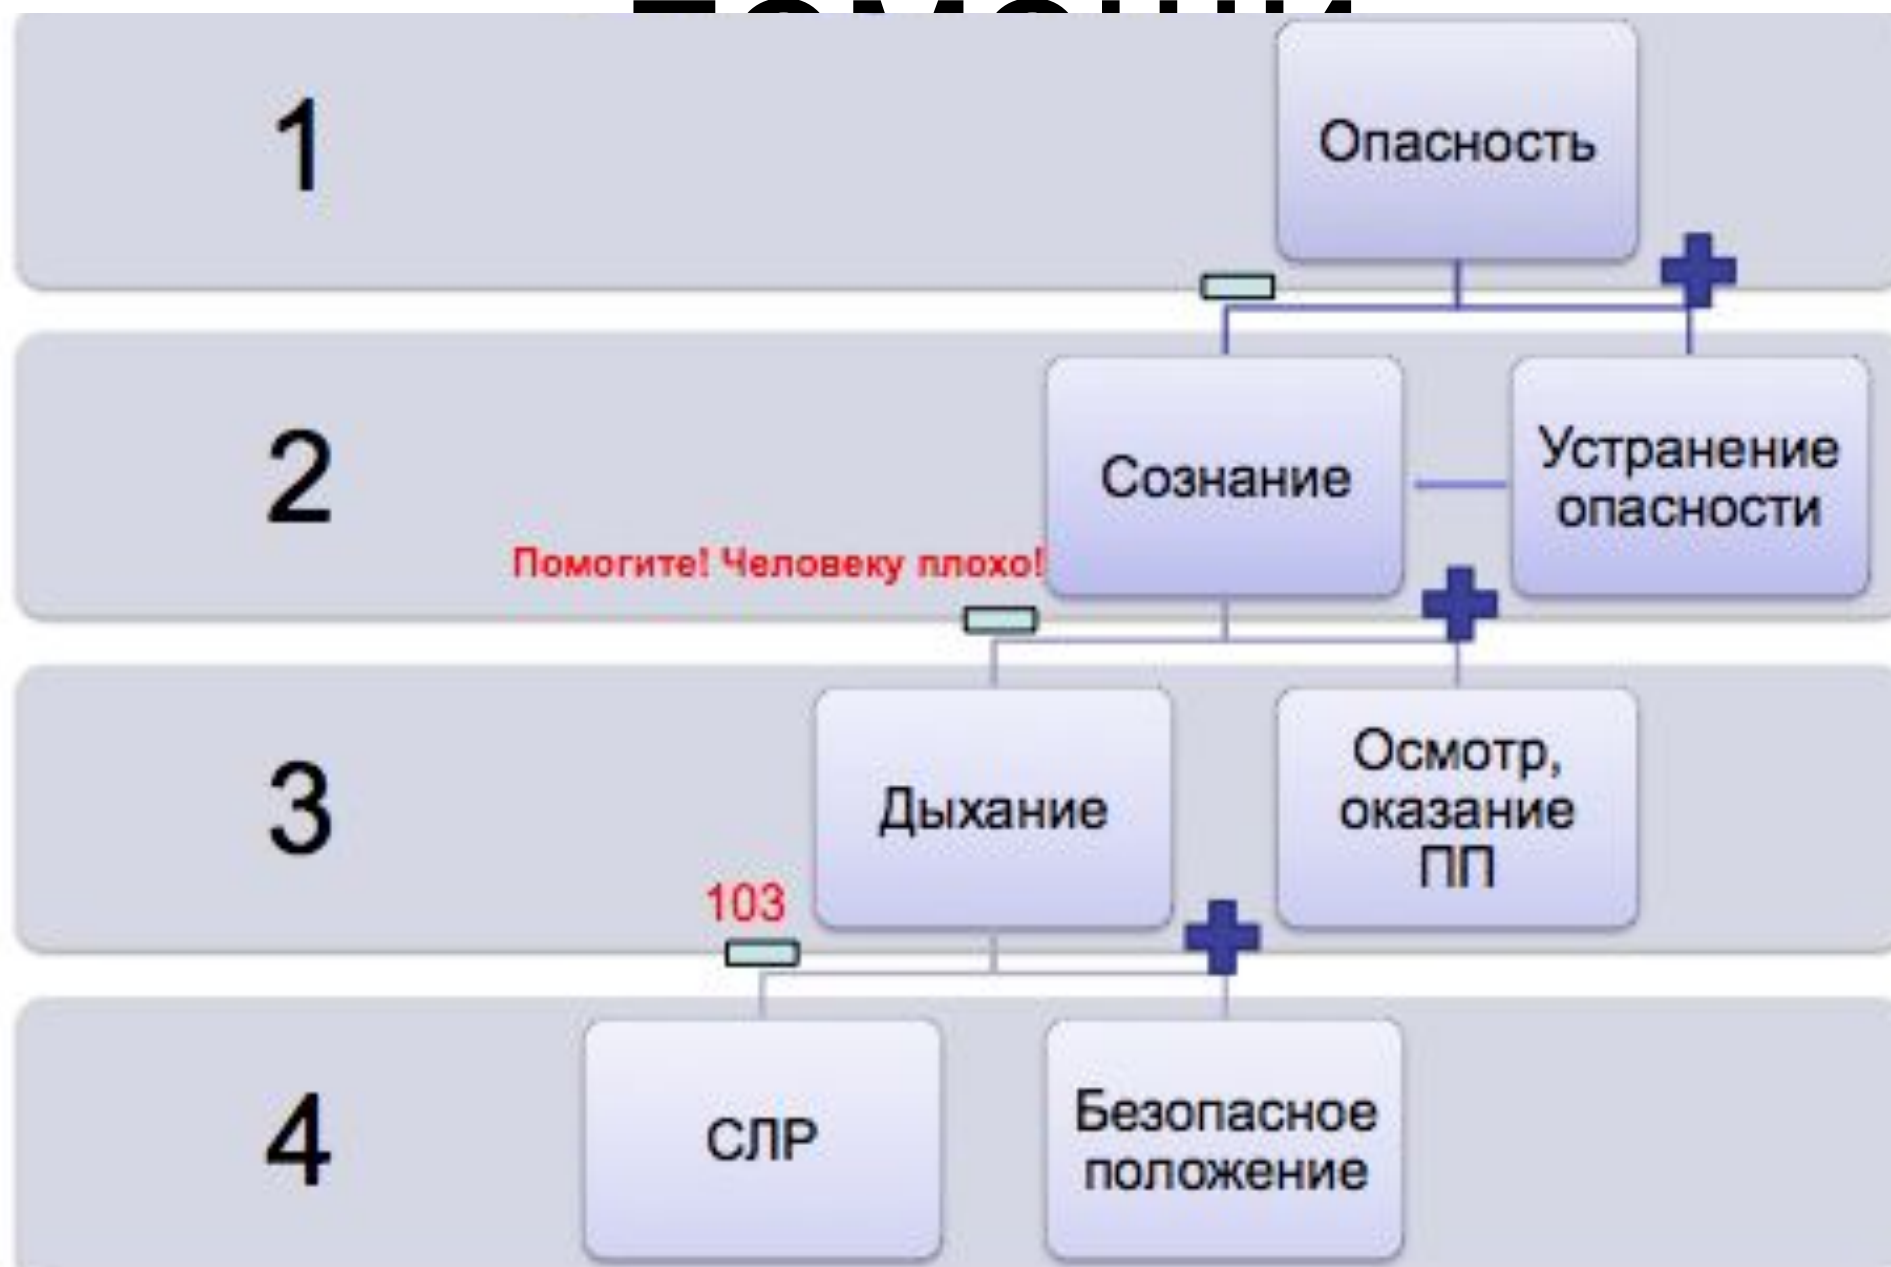 1
Опасность
2
Сознание
Устранение
опасности
Помогите! Человеку плохо!
3
Дыхание
Осмотр,
оказание
ПП
103
4
СЛР
Безопасное
положение